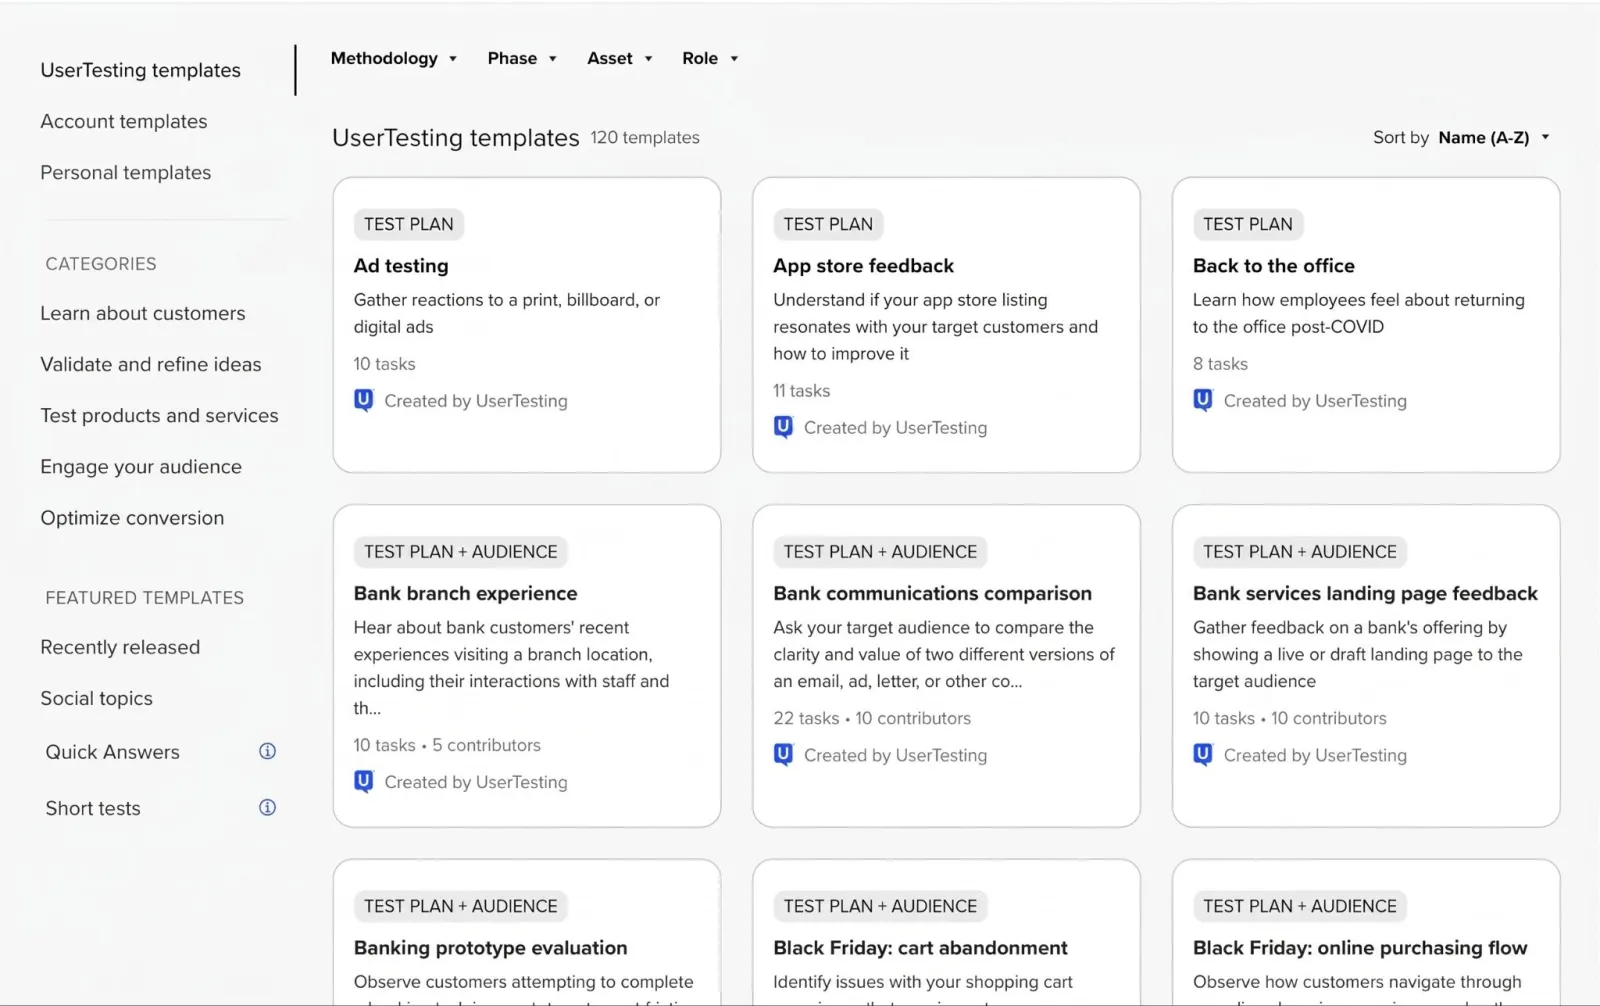 UserTesting templates
Account templates
Personal templates
CATEGORIES
Learn about customers
Validate and refine ideas
Test products and services
Engage your audience
Optimize conversion
FEATURED TEMPLATES
Recently released
Social topics
Quick Answers
Short tests
Methodology Phase Asset Role
UserTesting templates 120 templates
Sort by Name (A-Z)
TEST PLAN
Ad testing
Gather reactions to a print, billboard, or
digital ads
10 tasks
Created by UserTesting
TEST PLAN
App store feedback
Understand if your app store listing
resonates with your target customers and
how to improve it
11 tasks
Created by UserTesting
TEST PLAN
Back to the office
Learn how employees feel about returning
to the office post-COVID
8 tasks
Created by UserTesting
TEST PLAN + AUDIENCE
Bank branch experience
Hear about bank customers' recent
experiences visiting a branch location,
including their interactions with staff and
th...
10 tasks • 5 contributors
Created by UserTesting
TEST PLAN + AUDIENCE
Bank communications comparison
Ask your target audience to compare the
clarity and value of two different versions of
an email, ad, letter, or other co...
22 tasks • 10 contributors
Created by UserTesting
TEST PLAN + AUDIENCE
Bank services landing page feedback
Gather feedback on a bank's offering by
showing a live or draft landing page to the
target audience
10 tasks • 10 contributors
Created by UserTesting
TEST PLAN + AUDIENCE
Banking prototype evaluation
Observe customers attempting to complete
TEST PLAN + AUDIENCE
Black Friday: cart abandonment
Identify issues with your shopping cart
TEST PLAN + AUDIENCE
Black Friday: online purchasing flow
Observe how customers navigate through